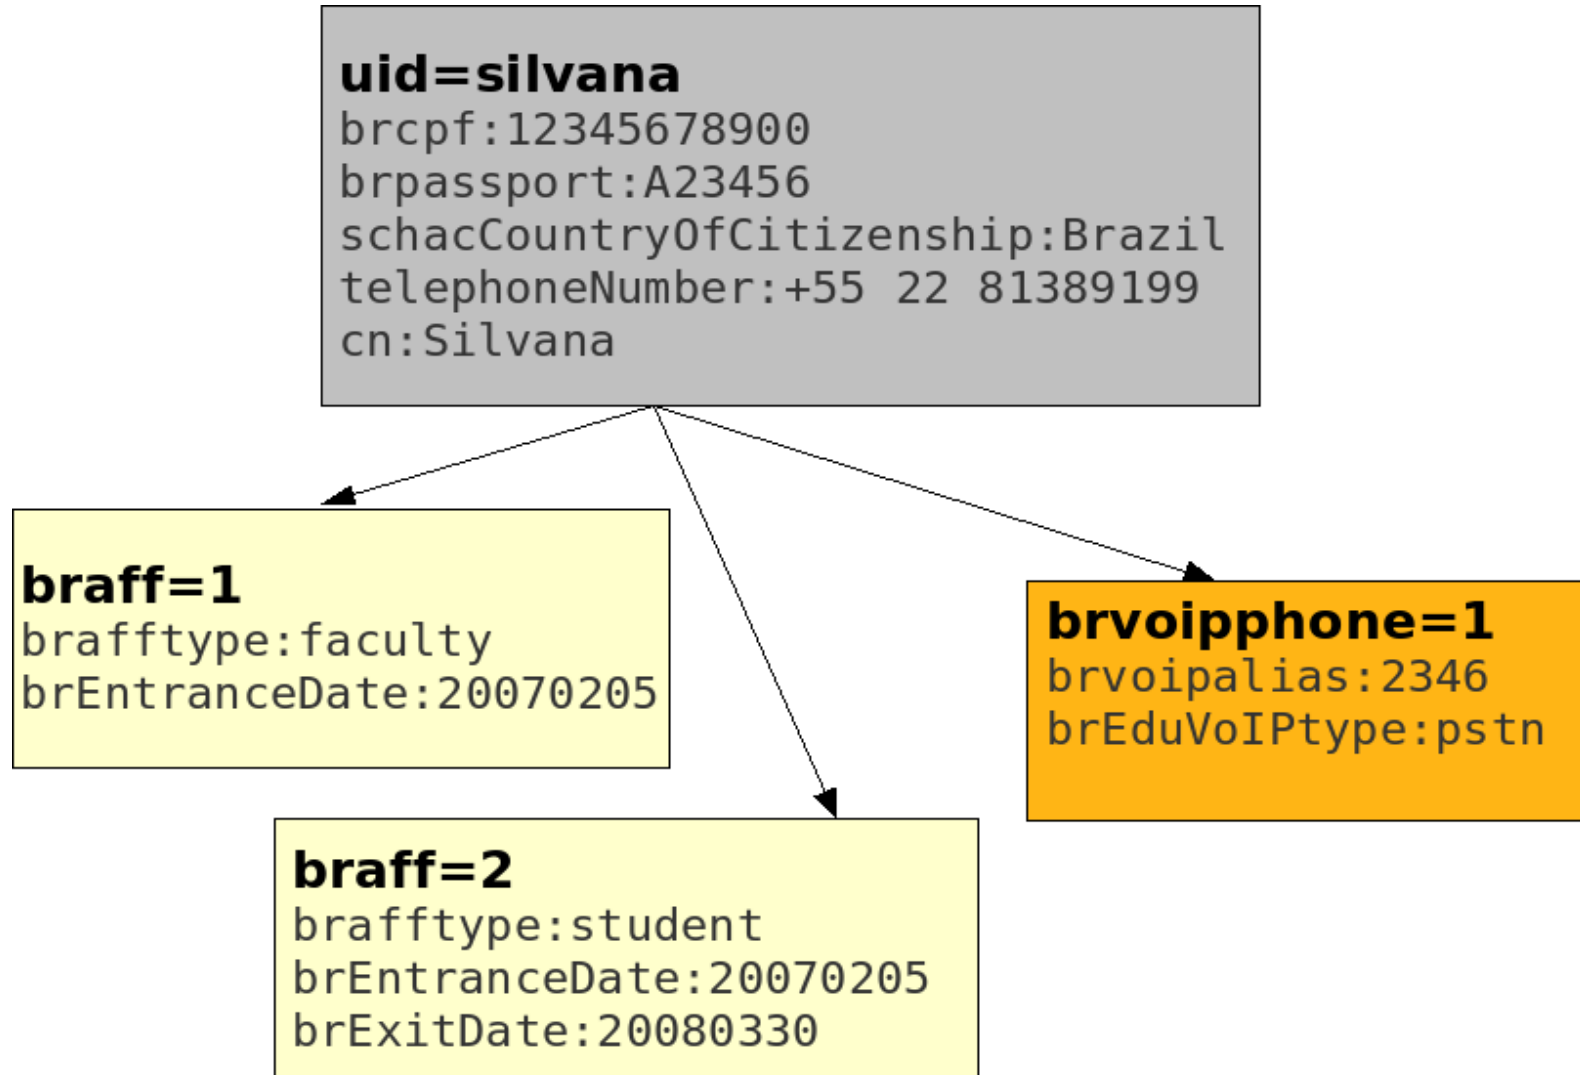 uid=silvana
brcpf:12345678900
brpassport:A23456
schacCountryOfCitizenship:Brazil
telephoneNumber:+55 22 81389199
cn:Silvana
braff=1
brafftype:faculty
brEntranceDate:20070205
brvoipphone=1
brvoipalias:2346
brEduVoIPtype:pstn
braff=2
brafftype:student
brEntranceDate:20070205
brExitDate:20080330